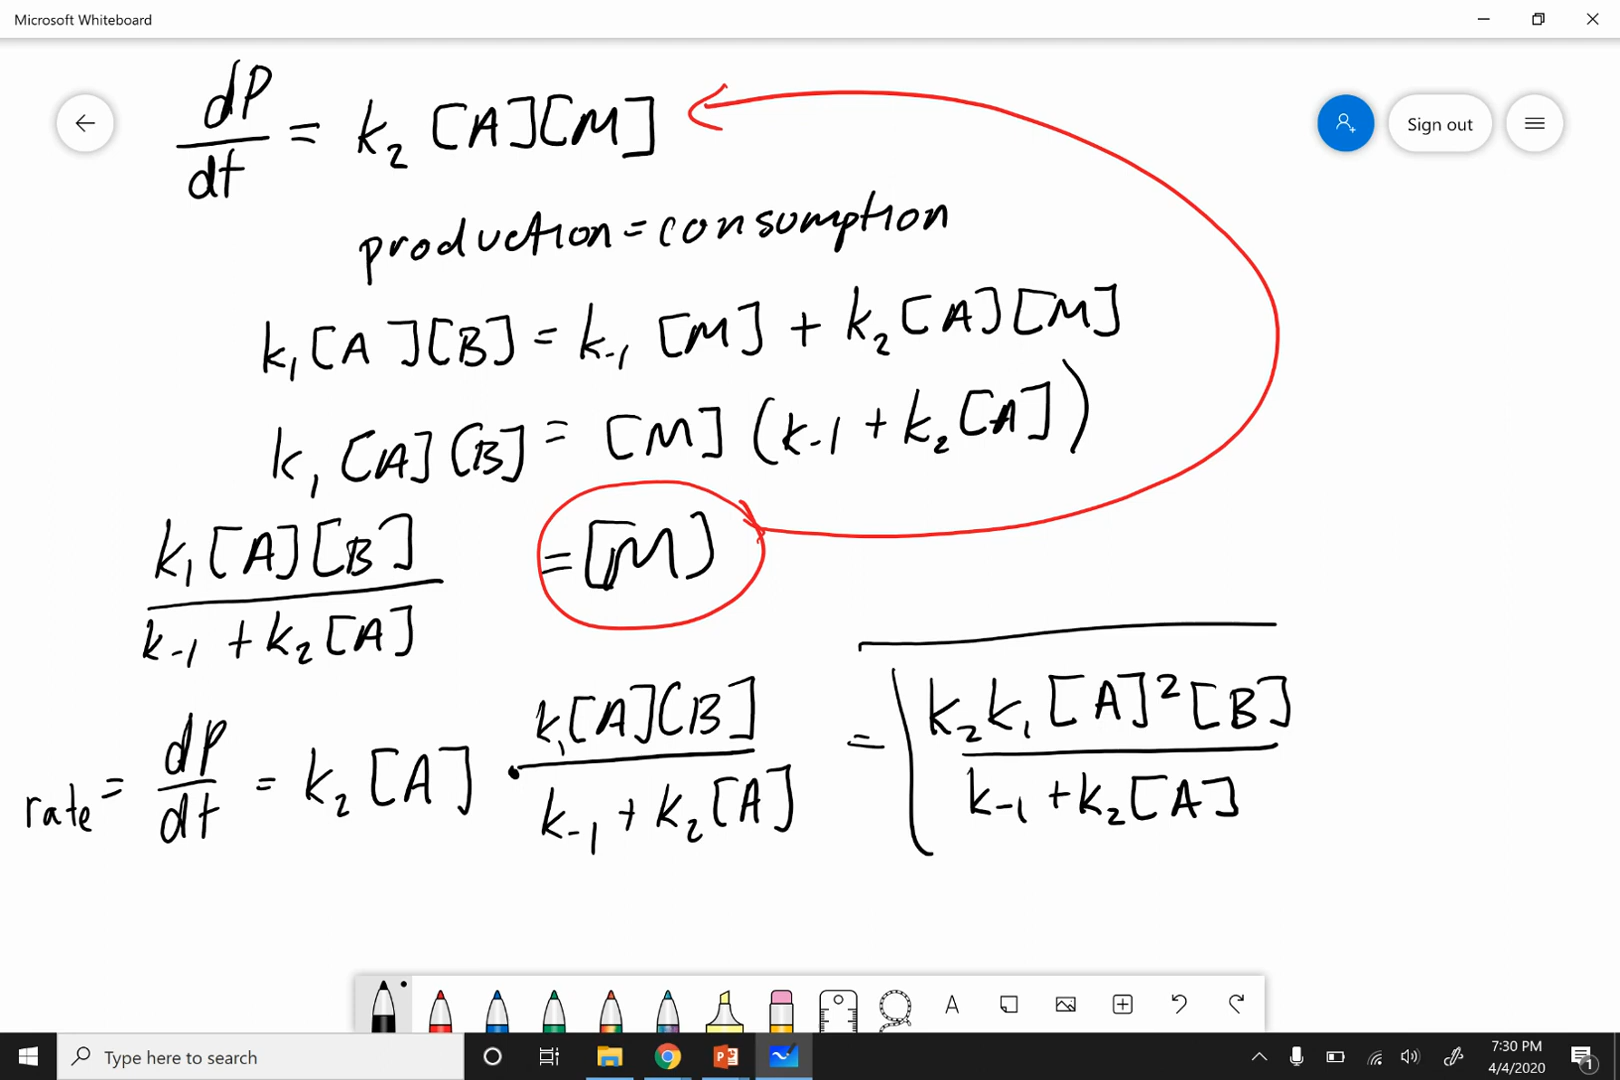 Microsoft Whiteboard
dP/dt = k₂ [A][M]
Sign out
production = consumption
k₁[A][B] = k₋₁ [M] + k₂[A][M]
k₁[A][B] = [M] (k₋₁ + k₂[A])
k₁[A][B] / k₋₁ + k₂[A] = [M]
rate = dP/dt = k₂[A] · k₁[A][B] / k₋₁ + k₂[A] = k₂k₁[A]²[B] / k₋₁ + k₂[A]
A
Type here to search
7:30 PM
4/4/2020
1